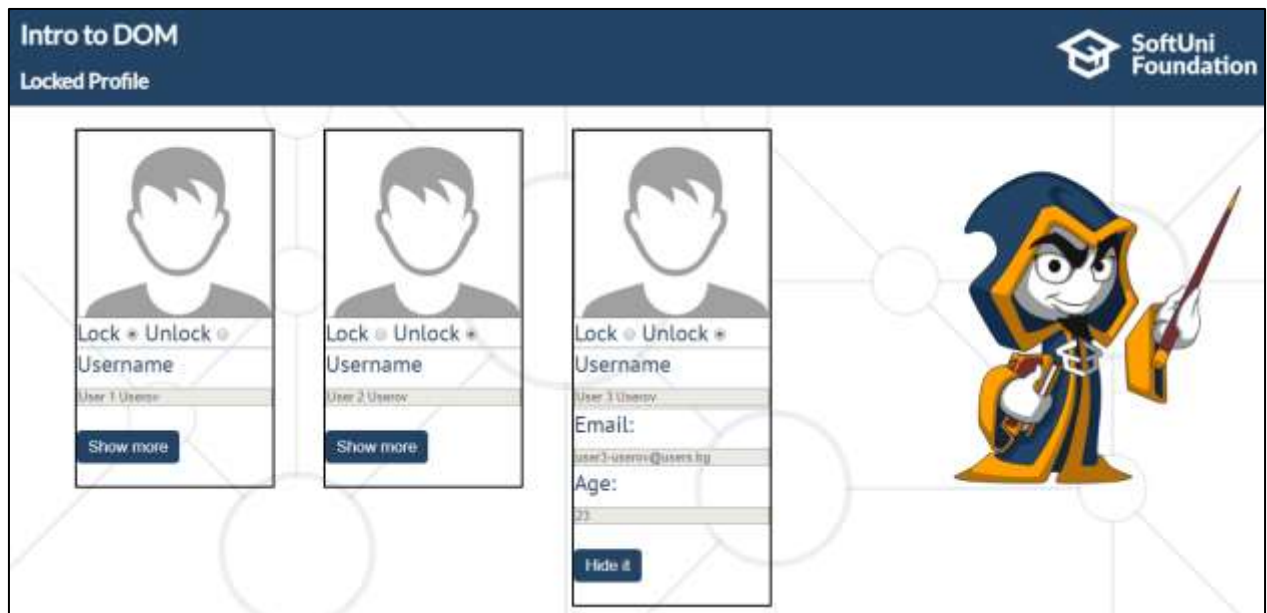 Intro to DOM
Locked Profile
SoftUni
Foundation
Lock Unlock
Username
User 1 Userov
Show more
Lock Unlock
Username
User 2 Userov
Show more
Lock Unlock
Username
User 3 Userov
Email:
user3-userov@users.bg
Age:
23
Hide it